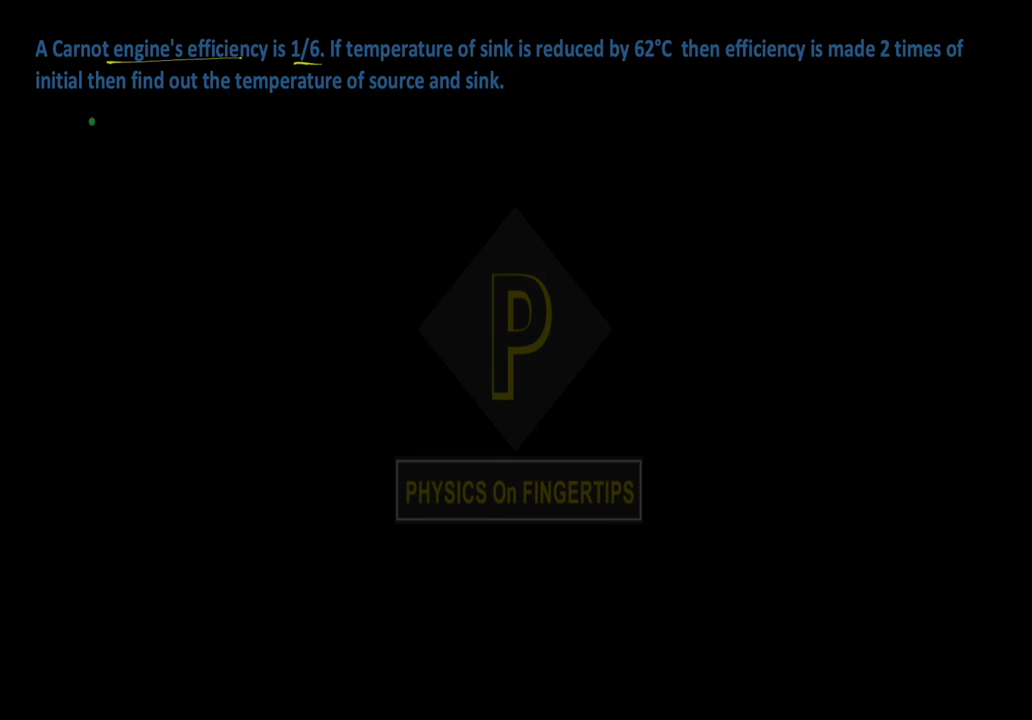 A Carnot engine's efficiency is 1/6. If temperature of sink is reduced by 62°C then efficiency is made 2 times of
initial then find out the temperature of source and sink.
P
PHYSICS On FINGERTIPS